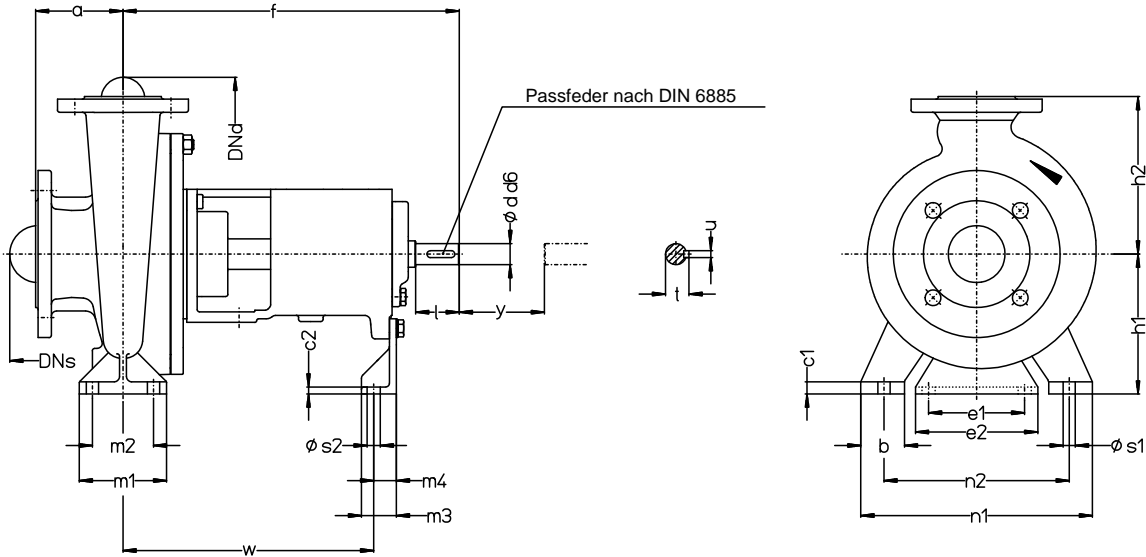 a
f
DNd
Passfeder nach DIN 6885
ϕ d d6
u
t
h2
h1
l
y
DNs
c2
c1
m2
m1
ϕ s2
m4
m3
w
e1
e2
b
ϕ s1
n2
n1